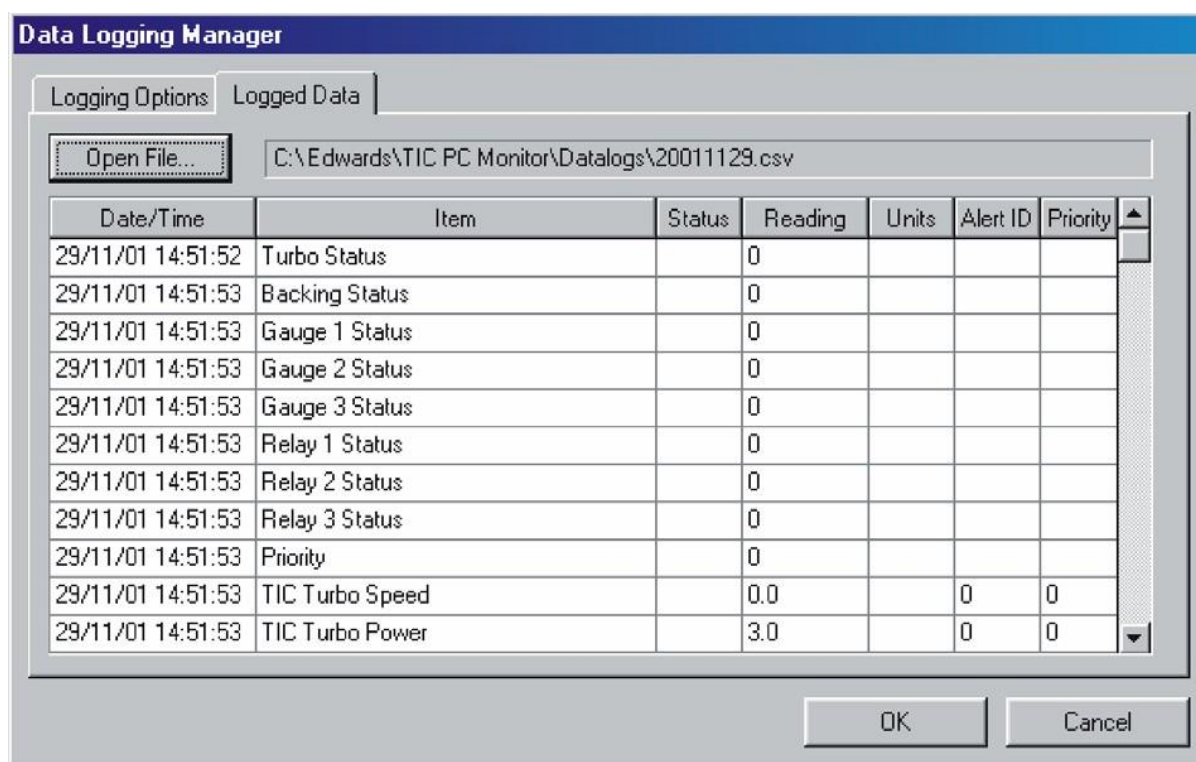 Data Logging Manager
Logging Options Logged Data
Open File... C:\Edwards\TIC PC Monitor\Datalogs\20011129.csv
Date/Time Item Status Reading Units Alert ID Priority
29/11/01 14:51:52 Turbo Status 0
29/11/01 14:51:53 Backing Status 0
29/11/01 14:51:53 Gauge 1 Status 0
29/11/01 14:51:53 Gauge 2 Status 0
29/11/01 14:51:53 Gauge 3 Status 0
29/11/01 14:51:53 Relay 1 Status 0
29/11/01 14:51:53 Relay 2 Status 0
29/11/01 14:51:53 Relay 3 Status 0
29/11/01 14:51:53 Priority 0
29/11/01 14:51:53 TIC Turbo Speed 0.0 0 0
29/11/01 14:51:53 TIC Turbo Power 3.0 0 0
OK Cancel